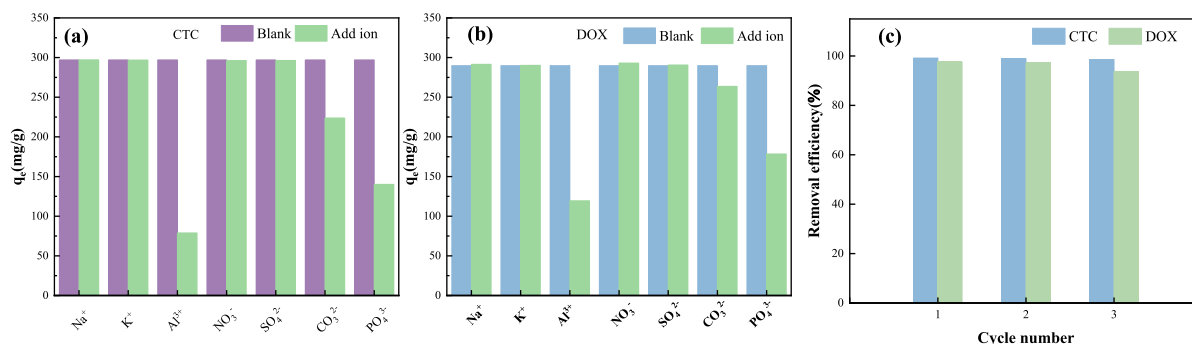 (a) CTC Blank Add ion
350
300
250
200
150
100
50
0
qₑ(mg/g)
Na⁺ K⁺ Al³⁺ NO₃⁻ SO₄²⁻ CO₃²⁻ PO₄³⁻
(b) DOX Blank Add ion
350
300
250
200
150
100
50
0
qₑ(mg/g)
Na⁺ K⁺ Al³⁺ NO₃⁻ SO₄²⁻ CO₃²⁻ PO₄³⁻
(c) CTC DOX
100
80
60
40
20
0
Removal efficiency(%)
1 2 3
Cycle number